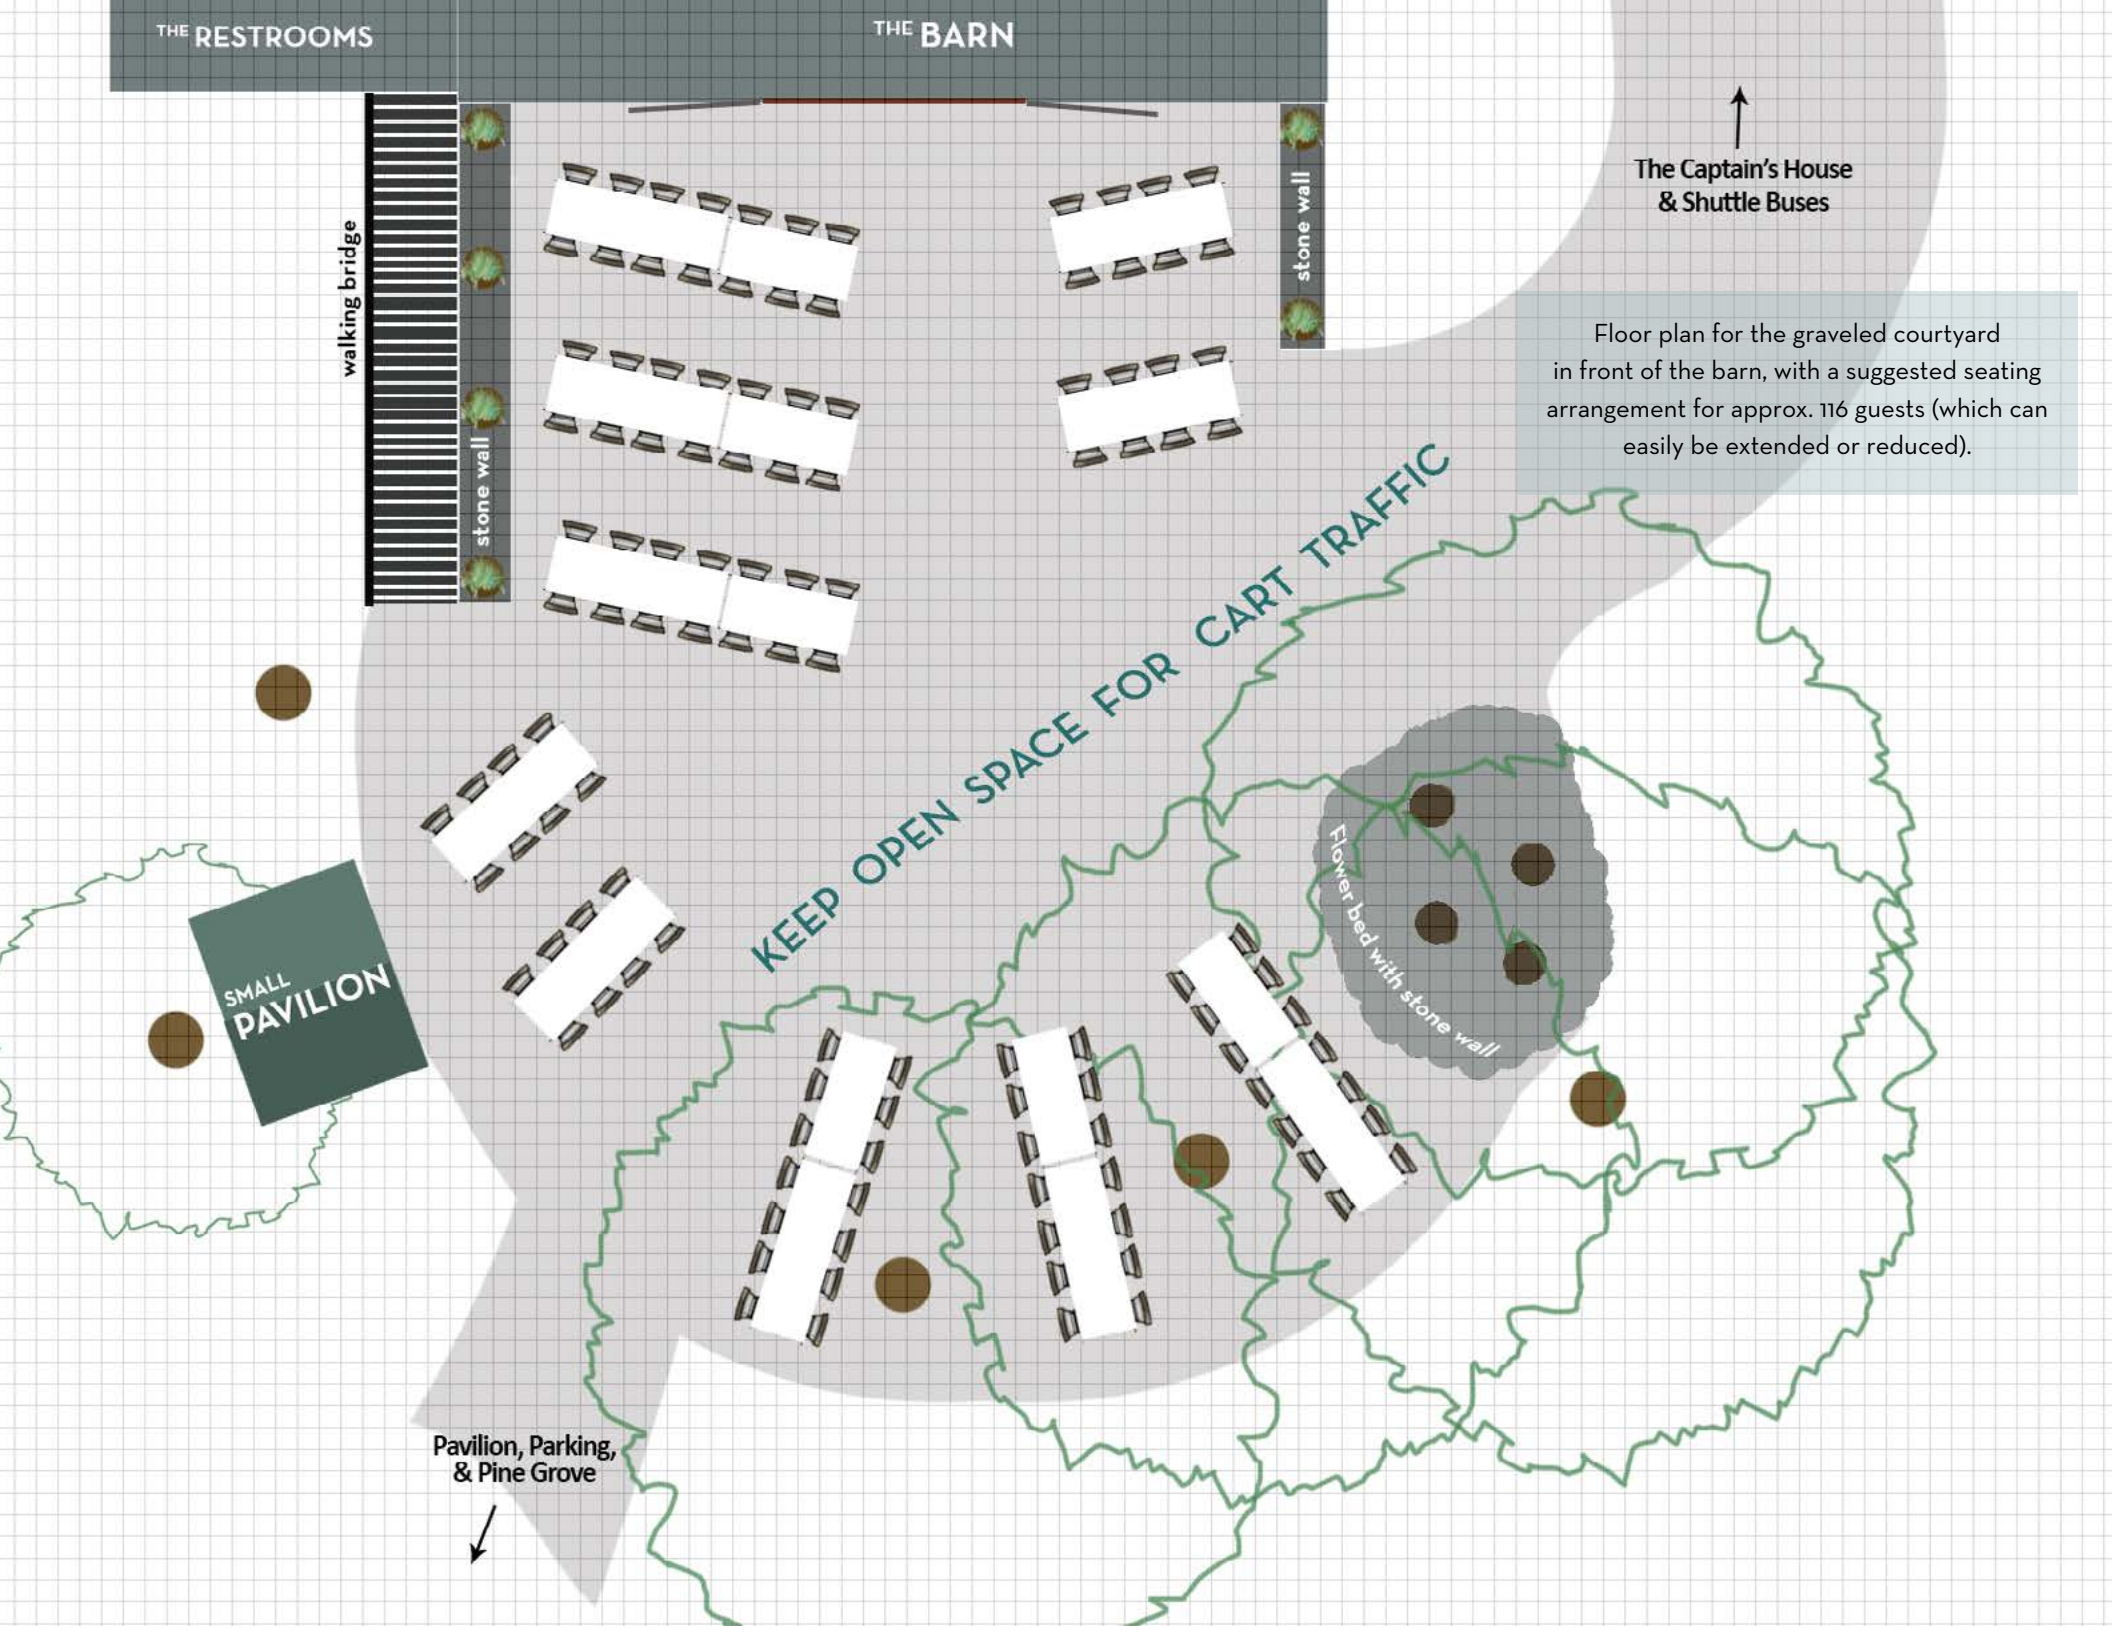 THE RESTROOMS
THE BARN
walking bridge
stone wall
stone wall
The Captain's House
& Shuttle Buses
Floor plan for the graveled courtyard
in front of the barn, with a suggested seating
arrangement for approx. 116 guests (which can
easily be extended or reduced).
KEEP OPEN SPACE FOR CART TRAFFIC
Flower bed with stone wall
SMALL
PAVILION
Pavilion, Parking,
& Pine Grove